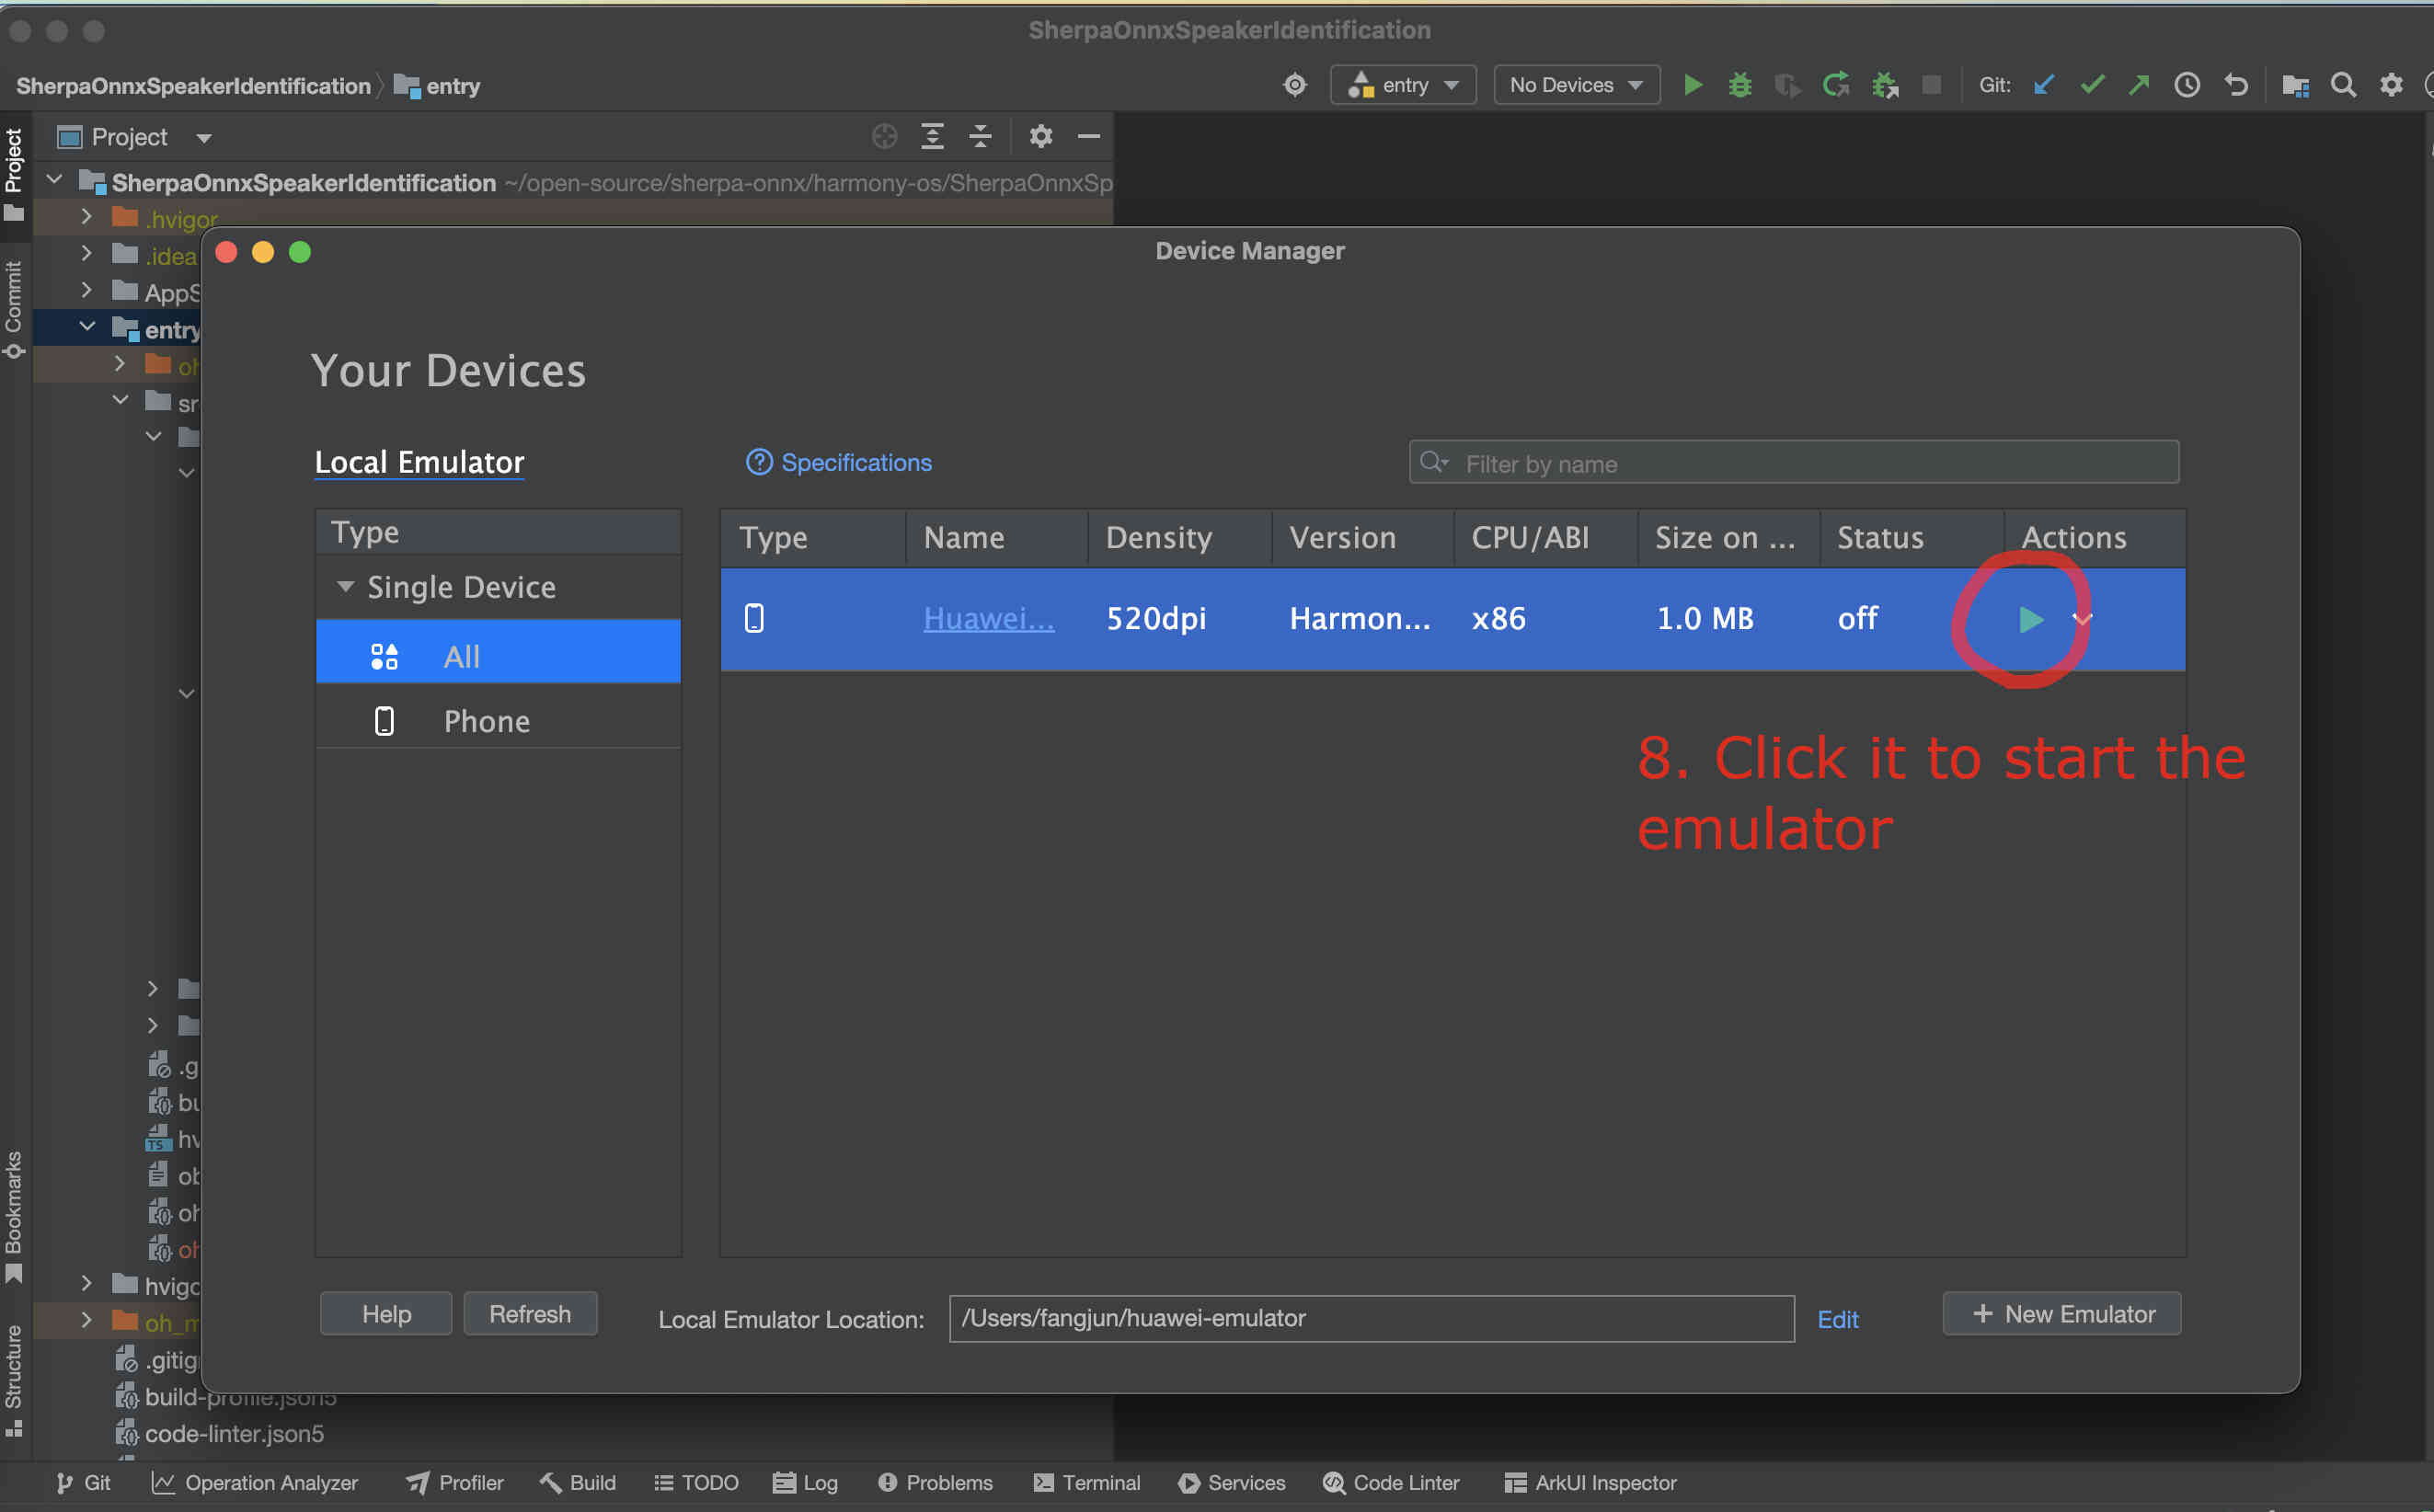 SherpaOnnxSpeakerIdentification
SherpaOnnxSpeakerIdentification entry
entry
No Devices
Git:
Project
Project
Commit
Bookmarks
Structure
SherpaOnnxSpeakerIdentification ~/open-source/sherpa-onnx/harmony-os/SherpaOnnxSp
.hvigor
.idea
AppS
entry
oh
sr
Device Manager
Your Devices
Local Emulator
Specifications
Filter by name
Type
Single Device
All
Phone
Type Name Density Version CPU/ABI Size on ... Status Actions
Huawei... 520dpi Harmon... x86 1.0 MB off
8. Click it to start the
emulator
.g
bu
TS hv
ob
oh
oh
hvigo
oh_m
.gitig
build-profile.json5
code-linter.json5
Help Refresh Local Emulator Location: /Users/fangjun/huawei-emulator Edit + New Emulator
Git Operation Analyzer Profiler Build TODO Log Problems Terminal Services Code Linter ArkUI Inspector